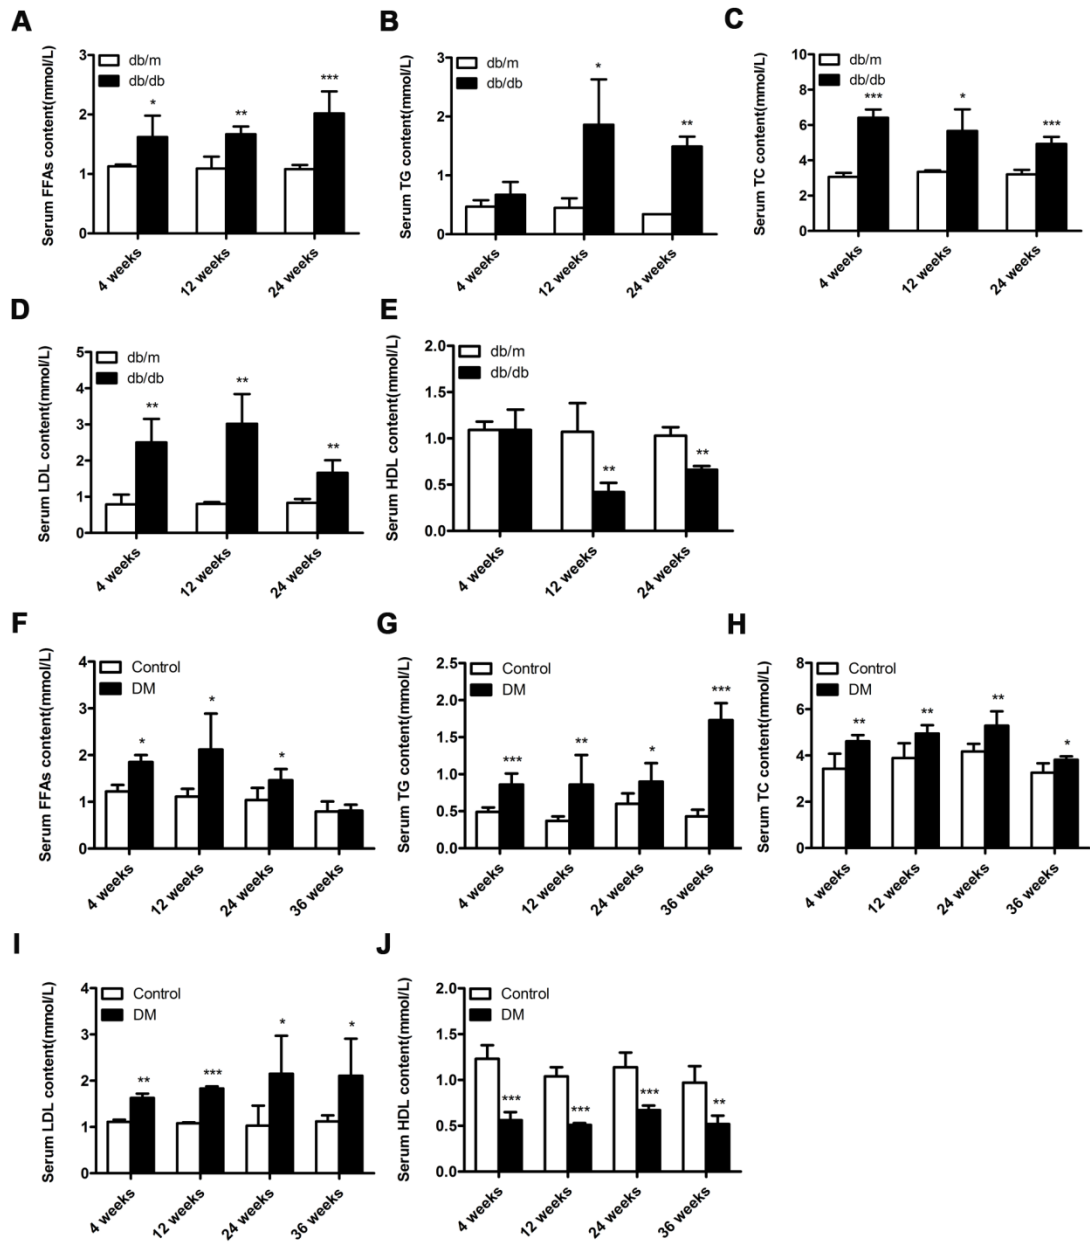 A
Serum FFAs content(mmol/L)
3
2
1
0
db/m
db/db
*
**
***
4 weeks
12 weeks
24 weeks
B
Serum TG content(mmol/L)
3
2
1
0
db/m
db/db
*
**
4 weeks
12 weeks
24 weeks
C
Serum TC content(mmol/L)
10
8
6
4
2
0
db/m
db/db
***
*
***
4 weeks
12 weeks
24 weeks
D
Serum LDL content(mmol/L)
5
4
3
2
1
0
db/m
db/db
**
**
**
4 weeks
12 weeks
24 weeks
E
Serum HDL content(mmol/L)
2.0
1.5
1.0
0.5
0.0
db/m
db/db
**
**
4 weeks
12 weeks
24 weeks
F
Serum FFAs content(mmol/L)
4
3
2
1
0
Control
DM
*
*
*
4 weeks
12 weeks
24 weeks
36 weeks
G
Serum TG content(mmol/L)
2.5
2.0
1.5
1.0
0.5
0.0
Control
DM
***
**
*
***
4 weeks
12 weeks
24 weeks
36 weeks
H
Serum TC content(mmol/L)
8
6
4
2
0
Control
DM
**
**
**
*
4 weeks
12 weeks
24 weeks
36 weeks
I
Serum LDL content(mmol/L)
4
3
2
1
0
Control
DM
**
***
*
*
4 weeks
12 weeks
24 weeks
36 weeks
J
Serum HDL content(mmol/L)
2.0
1.5
1.0
0.5
0.0
Control
DM
***
***
***
**
4 weeks
12 weeks
24 weeks
36 weeks